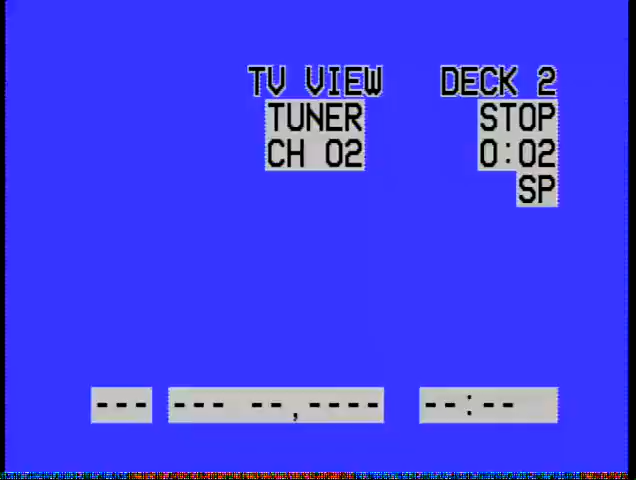 TV VIEW DECK 2
TUNER STOP
CH 02 0:02
SP
--- --- --,---- --:--